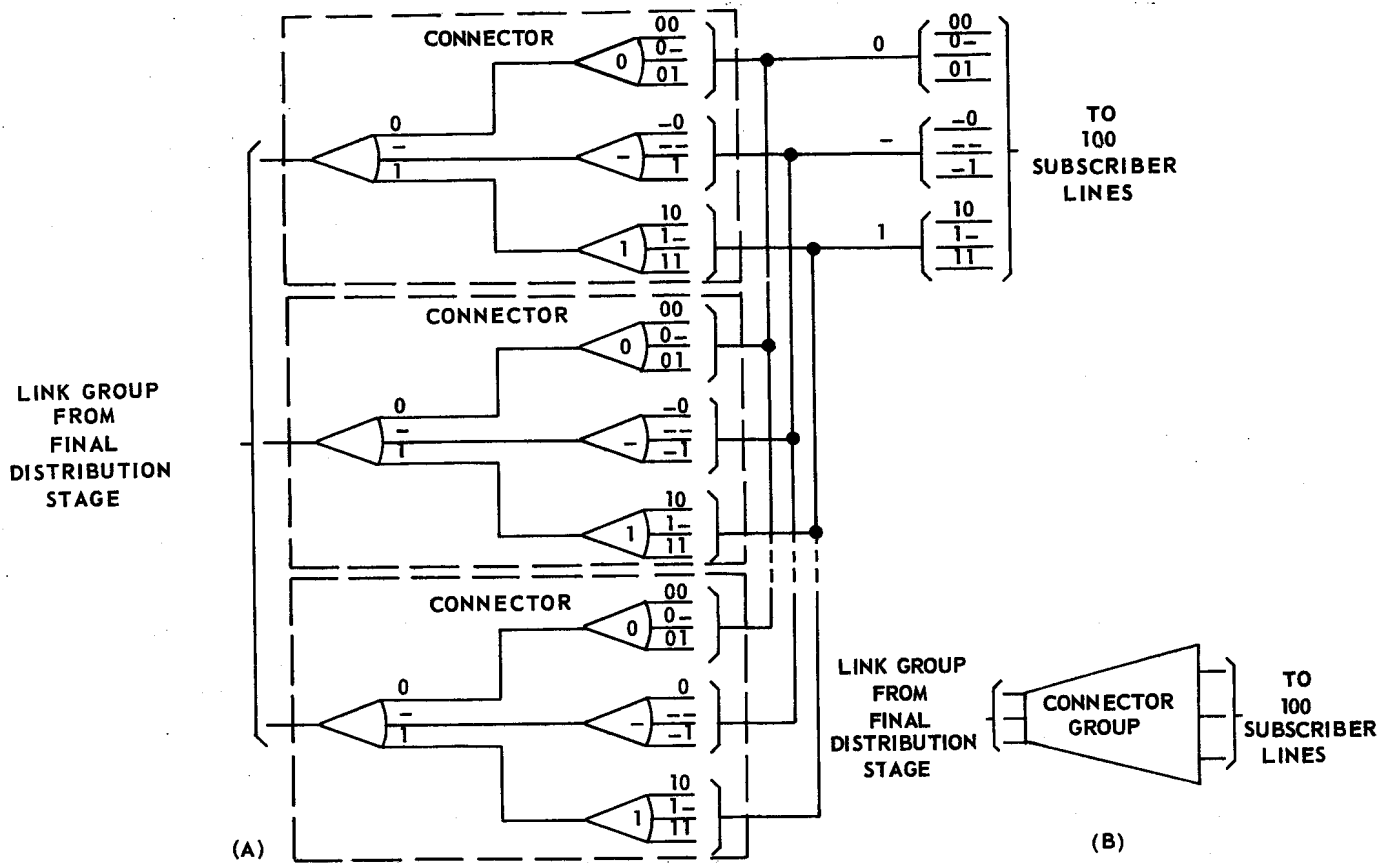 CONNECTOR
00
0-
01
0
0
-
1
-0
--
1
-
10
1-
11
1
0
00
0-
01
-
-0
--
-1
1
10
1-
11
TO
100
SUBSCRIBER
LINES
CONNECTOR
00
0-
01
0
0
-
1
-0
--
-1
-
10
1-
11
1
LINK GROUP
FROM
FINAL
DISTRIBUTION
STAGE
CONNECTOR
00
0-
01
0
0
-
1
0
--
-1
-
10
1-
11
1
(A)
LINK GROUP
FROM
FINAL
DISTRIBUTION
STAGE
CONNECTOR
GROUP
TO
100
SUBSCRIBER
LINES
(B)